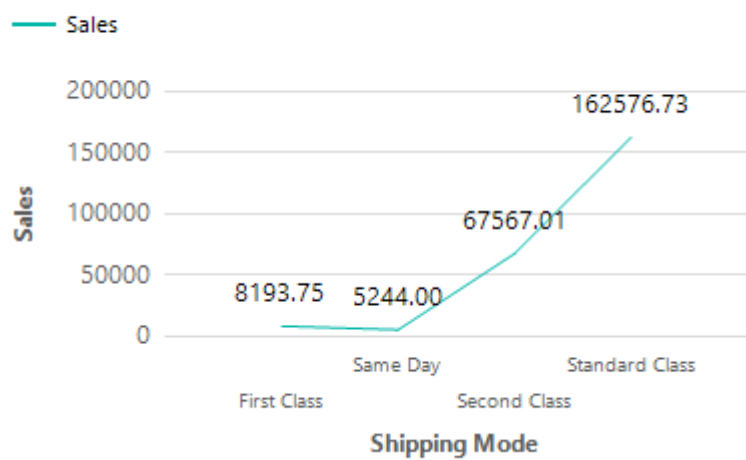 Sales
200000
162576.73
150000
Sales
100000
67567.01
50000
8193.75
5244.00
0
Same Day
Standard Class
First Class
Second Class
Shipping Mode